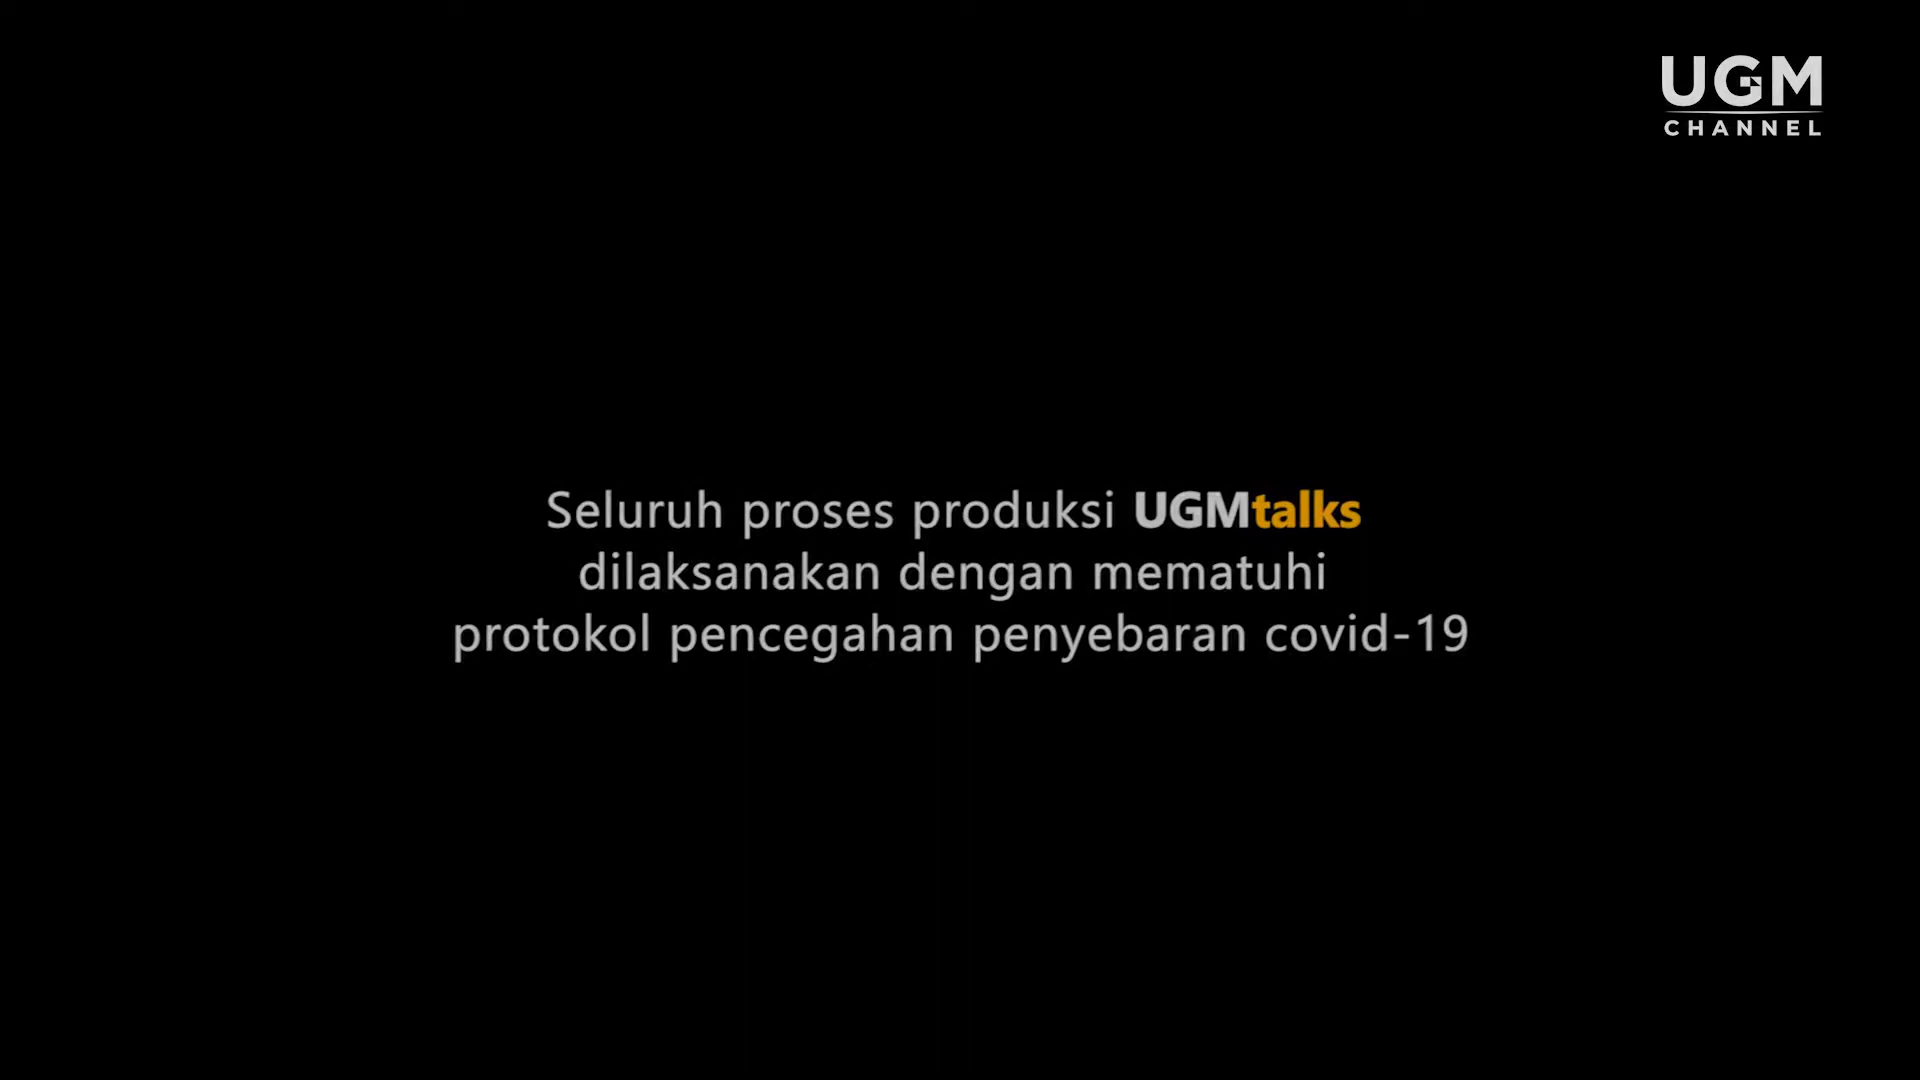 UGM
CHANNEL
Seluruh proses produksi UGMtalks
dilaksanakan dengan mematuhi
protokol pencegahan penyebaran covid-19